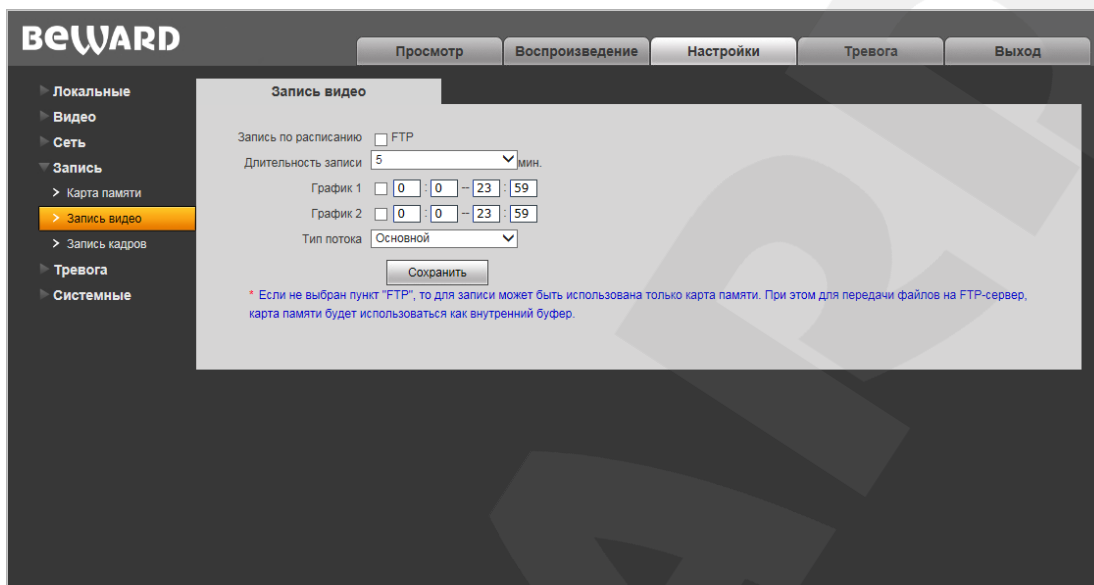 BEWARD
Просмотр Воспроизведение Настройки Тревога Выход
Локальные
Видео
Сеть
Запись
> Карта памяти
> Запись видео
> Запись кадров
Тревога
Системные
Запись видео
Запись по расписанию FTP
Длительность записи 5 мин.
График 1 0 : 0 -- 23 : 59
График 2 0 : 0 -- 23 : 59
Тип потока Основной
Сохранить
* Если не выбран пункт "FTP", то для записи может быть использована только карта памяти. При этом для передачи файлов на FTP-сервер,
карта памяти будет использоваться как внутренний буфер.